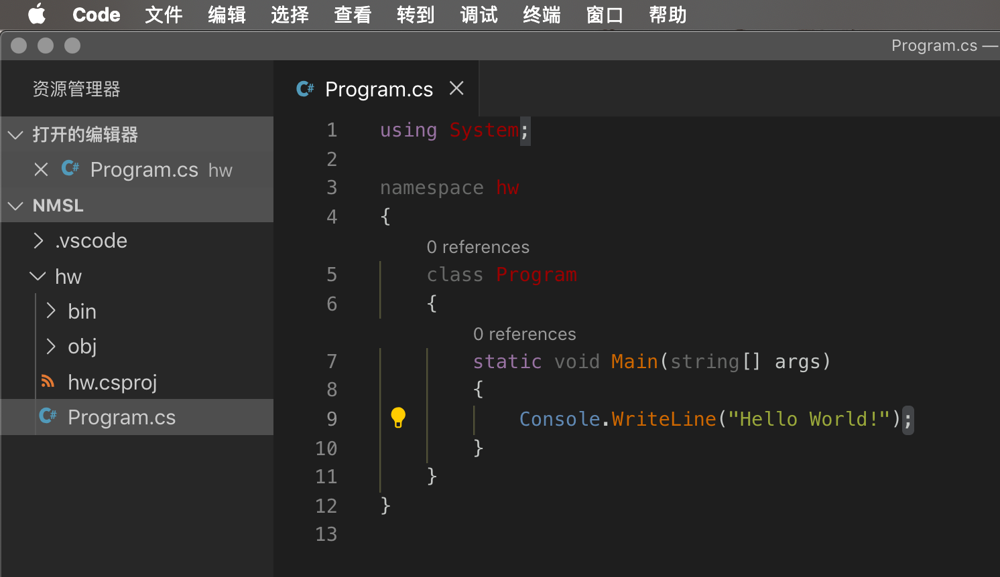 Code 文件 编辑 选择 查看 转到 调试 终端 窗口 帮助
Program.cs —
资源管理器
打开的编辑器
Program.cs hw
NMSL
.vscode
hw
bin
obj
hw.csproj
C# Program.cs
C# Program.cs
1 using System;
2
3 namespace hw
4 {
0 references
5 class Program
6 {
0 references
7 static void Main(string[] args)
8 {
9 Console.WriteLine("Hello World!");
10 }
11 }
12 }
13